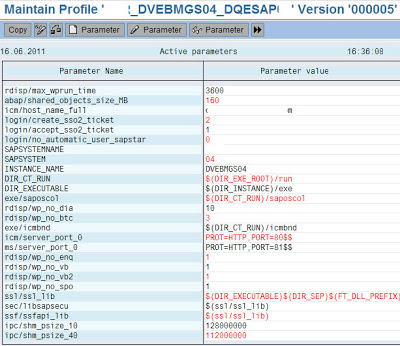 Maintain Profile ' _DVEBMGS04_DQESAP ' Version '000005'
Copy Parameter Parameter Parameter
16.06.2011 Active parameters 16:36:08
Parameter Name Parameter value
rdisp/max_wprun_time 3600
abap/shared_objects_size_MB 160
icm/host_name_full m
login/create_sso2_ticket 2
login/accept_sso2_ticket 1
login/no_automatic_user_sapstar 0
SAPSYSTEMNAME
SAPSYSTEM 04
INSTANCE_NAME DVEBMGS04
DIR_CT_RUN $(DIR_EXE_ROOT)/run
DIR_EXECUTABLE $(DIR_INSTANCE)/exe
exe/saposcol $(DIR_CT_RUN)/saposcol
rdisp/wp_no_dia 10
rdisp/wp_no_btc 3
exe/icmbnd $(DIR_CT_RUN)/icmbnd
icm/server_port_0 PROT=HTTP,PORT=80$$
ms/server_port_0 PROT=HTTP,PORT=81$$
rdisp/wp_no_enq 1
rdisp/wp_no_vb 1
rdisp/wp_no_vb2 1
rdisp/wp_no_spo 1
ssl/ssl_lib $(DIR_EXECUTABLE)$(DIR_SEP)$(FT_DLL_PREFIX)
sec/libsapsecu $(ssl/ssl_lib)
ssf/ssfapi_lib $(ssl/ssl_lib)
ipc/shm_psize_10 128000000
ipc/shm_psize_40 112000000